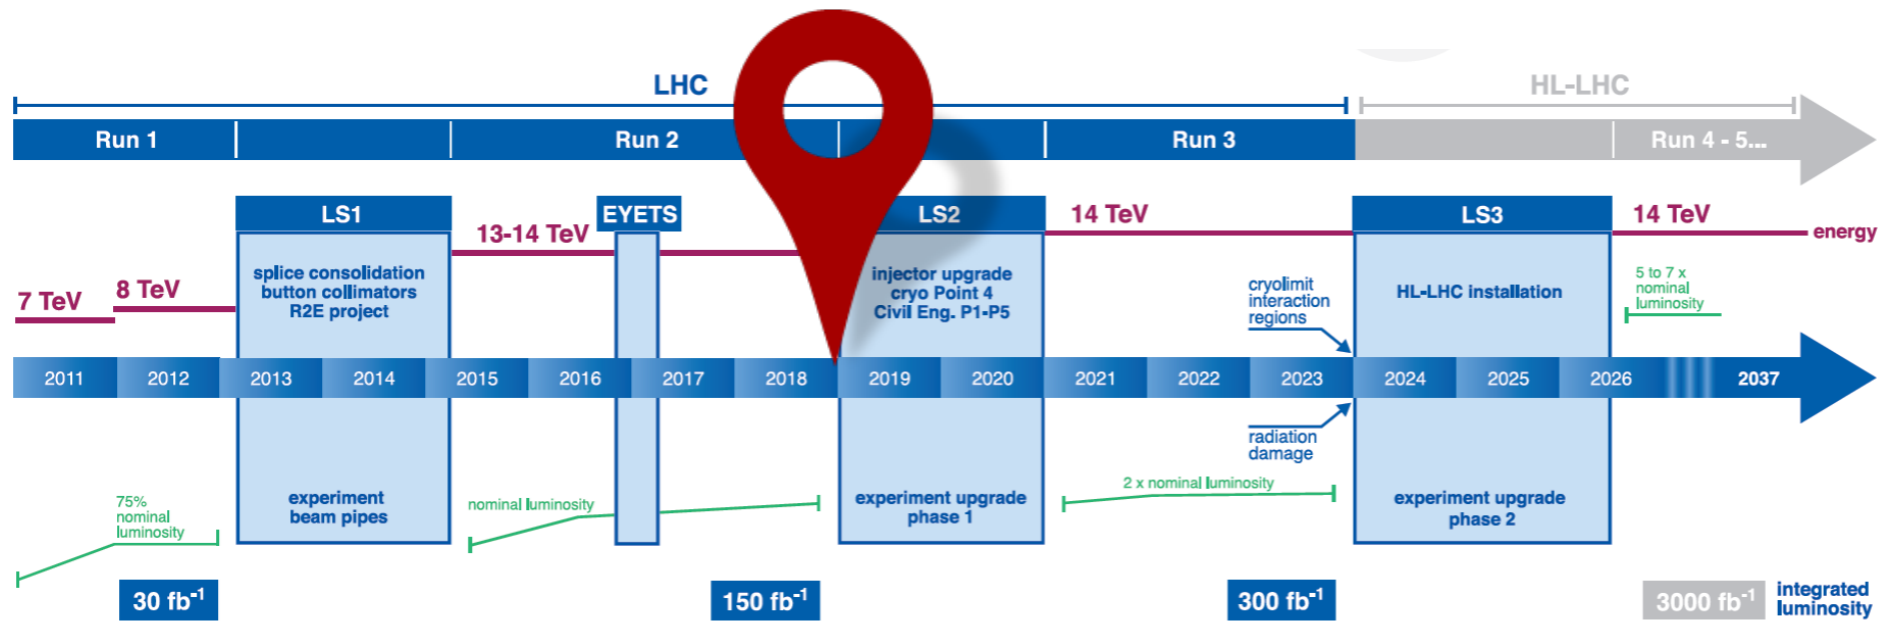 LHC
HL-LHC
Run 1
Run 2
Run 3
Run 4 - 5...
LS1
EYETS
LS2
14 TeV
LS3
14 TeV
13-14 TeV
energy
7 TeV
8 TeV
splice consolidation
button collimators
R2E project
injector upgrade
cryo Point 4
Civil Eng. P1-P5
cryolimit
interaction
regions
HL-LHC installation
5 to 7 x
nominal
luminosity
2011
2012
2013
2014
2015
2016
2017
2018
2019
2020
2021
2022
2023
2024
2025
2026
2037
radiation
damage
75%
nominal
luminosity
experiment
beam pipes
nominal luminosity
experiment upgrade
phase 1
2 x nominal luminosity
experiment upgrade
phase 2
30 fb⁻¹
150 fb⁻¹
300 fb⁻¹
3000 fb⁻¹
integrated
luminosity